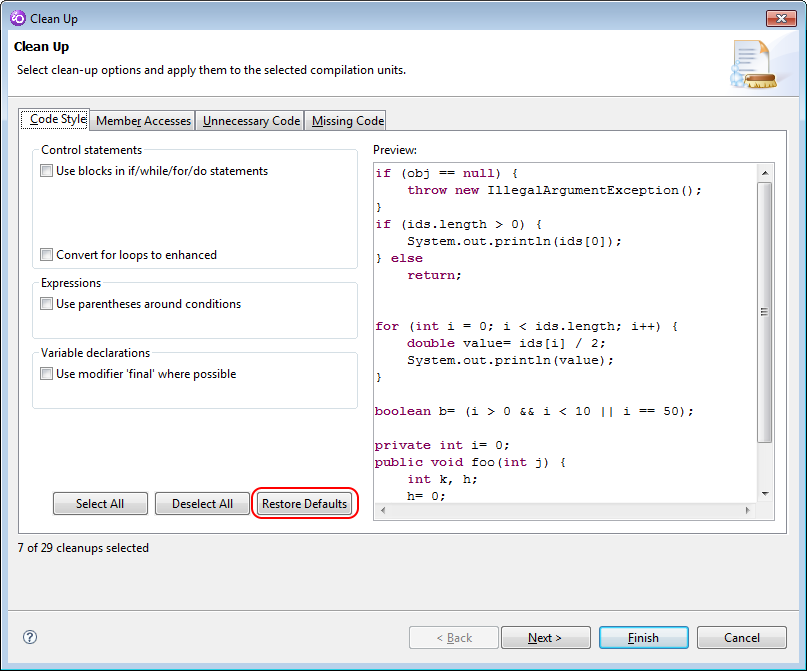 Clean Up
Clean Up
Select clean-up options and apply them to the selected compilation units.
Code Style Member Accesses Unnecessary Code Missing Code
Control statements
Use blocks in if/while/for/do statements
Convert for loops to enhanced
Expressions
Use parentheses around conditions
Variable declarations
Use modifier 'final' where possible
Select All Deselect All Restore Defaults
Preview:
if (obj == null) {
    throw new IllegalArgumentException();
}
if (ids.length > 0) {
    System.out.println(ids[0]);
} else
    return;
for (int i = 0; i < ids.length; i++) {
    double value= ids[i] / 2;
    System.out.println(value);
}
boolean b= (i > 0 && i < 10 || i == 50);
private int i= 0;
public void foo(int j) {
    int k, h;
    h= 0;
7 of 29 cleanups selected
? < Back Next > Finish Cancel